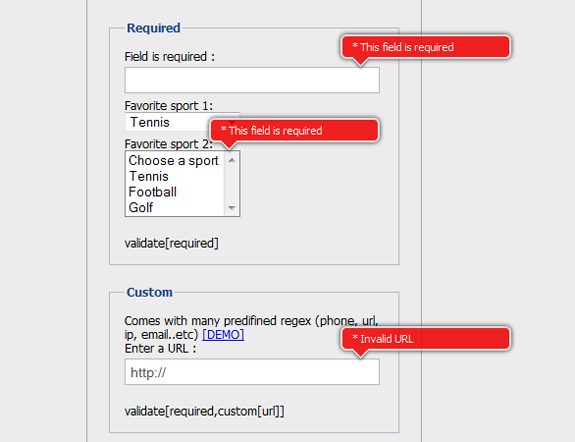 Required
* This field is required
Field is required :
Favorite sport 1:
Tennis
* This field is required
Favorite sport 2:
Choose a sport
Tennis
Football
Golf
validate[required]
Custom
Comes with many predifined regex (phone, url,
ip, email..etc) [DEMO]
* Invalid URL
Enter a URL :
http://
validate[required,custom[url]]